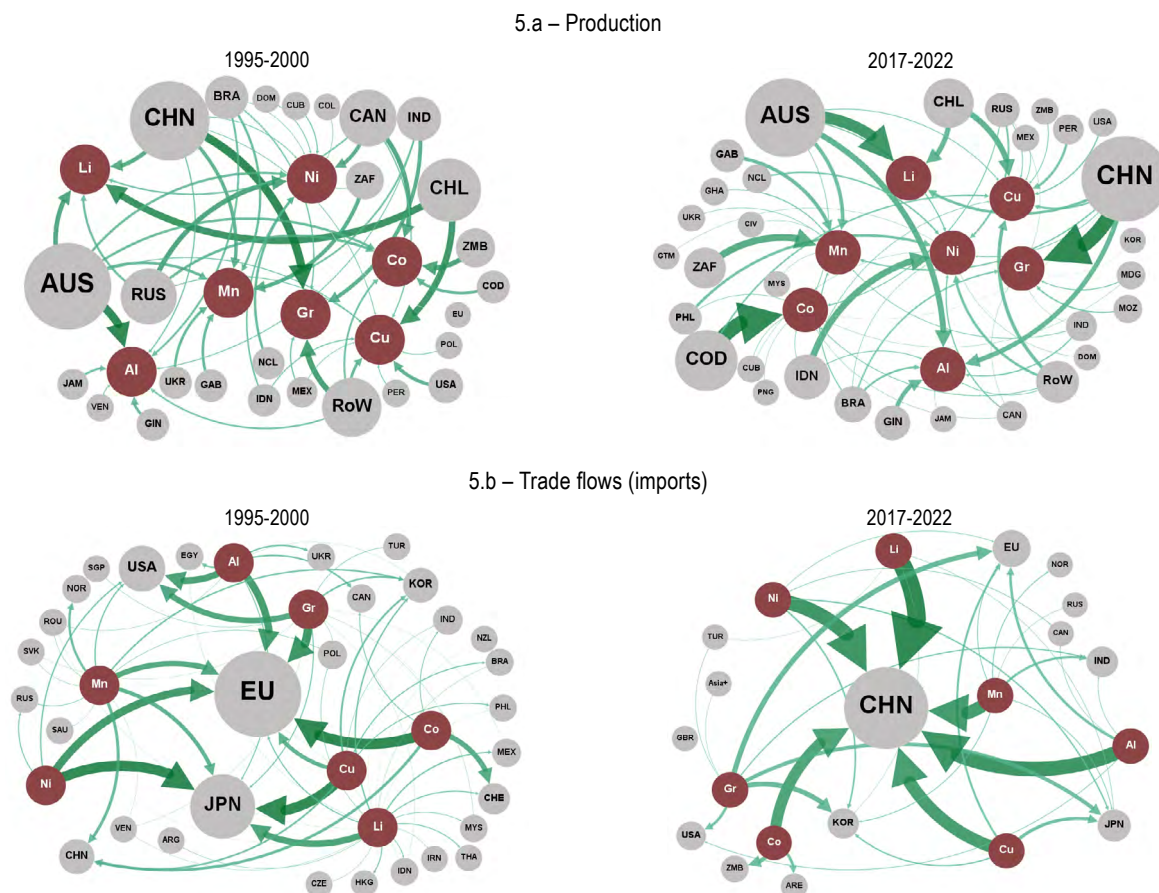 5.a – Production
1995-2000
2017-2022
CHN
BRA
DOM
CUB
COL
CAN
IND
Li
Ni
ZAF
CHL
AUS
RUS
Mn
Gr
Co
ZMB
COD
EU
Cu
POL
Al
UKR
GAB
NCL
IDN
MEX
RoW
PER
USA
JAM
VEN
GIN
AUS
CHL
RUS
ZMB
MEX
PER
USA
GAB
NCL
Li
Cu
CHN
GHA
UKR
CIV
GTM
ZAF
Mn
Ni
Gr
KOR
MDG
MOZ
MYS
PHL
Co
COD
IND
CUB
PNG
IDN
Al
DOM
RoW
BRA
GIN
JAM
CAN
5.b – Trade flows (imports)
1995-2000
2017-2022
SGP
USA
EGY
Al
UKR
TUR
NOR
KOR
CAN
Gr
ROU
IND
SVK
POL
NZL
Mn
EU
BRA
RUS
SAU
PHL
Co
MEX
Ni
Cu
JPN
CHE
VEN
ARG
Li
MYS
CHN
THA
IRN
IDN
HKG
CZE
Li
EU
NOR
Ni
RUS
CAN
TUR
IND
Asia+
CHN
Mn
GBR
Al
Gr
USA
KOR
JPN
Co
Cu
ZMB
ARE